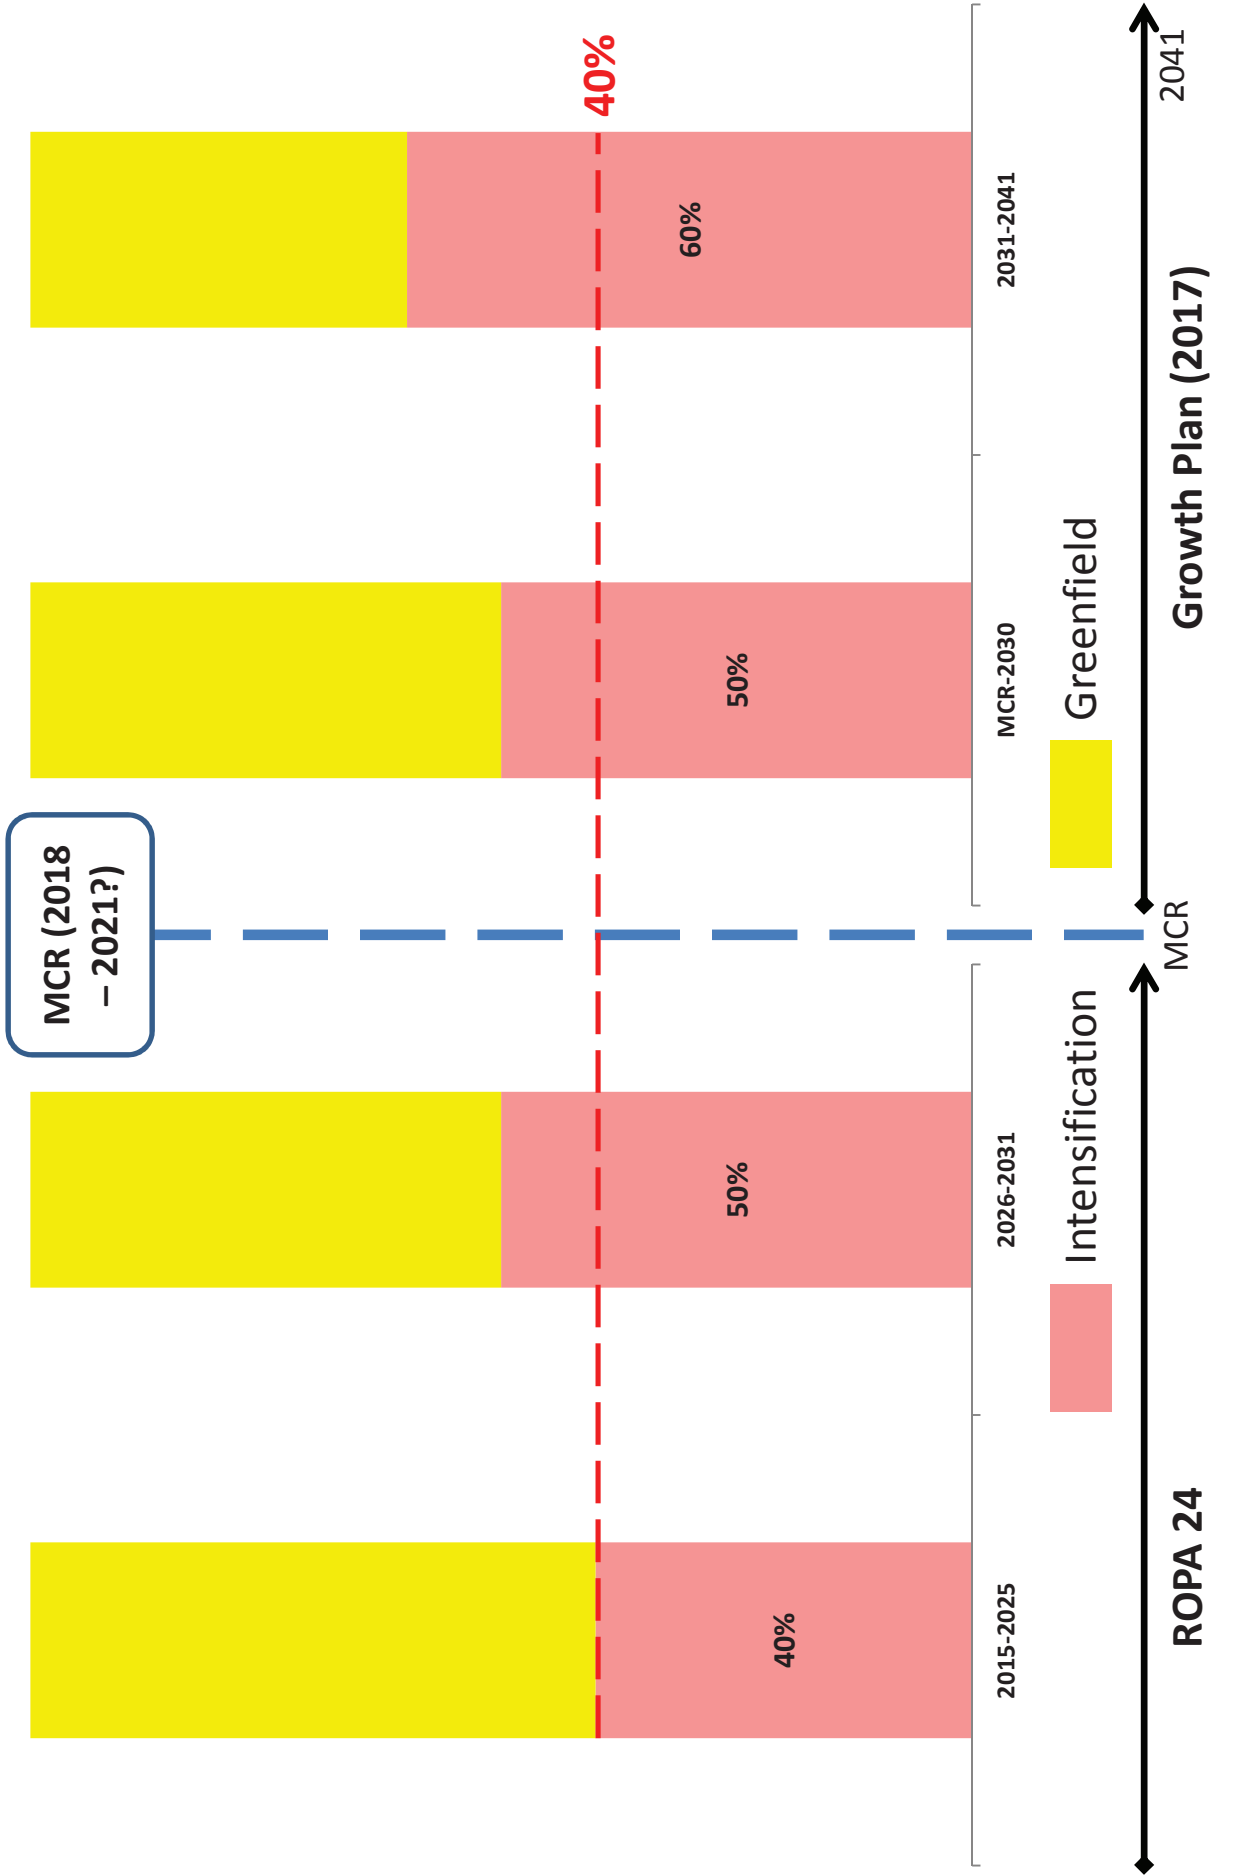 MCR (2018
– 2021?)
40%
40%
50%
50%
60%
2015-2025
2026-2031
MCR-2030
2031-2041
Intensification
Greenfield
MCR
2041
ROPA 24
Growth Plan (2017)